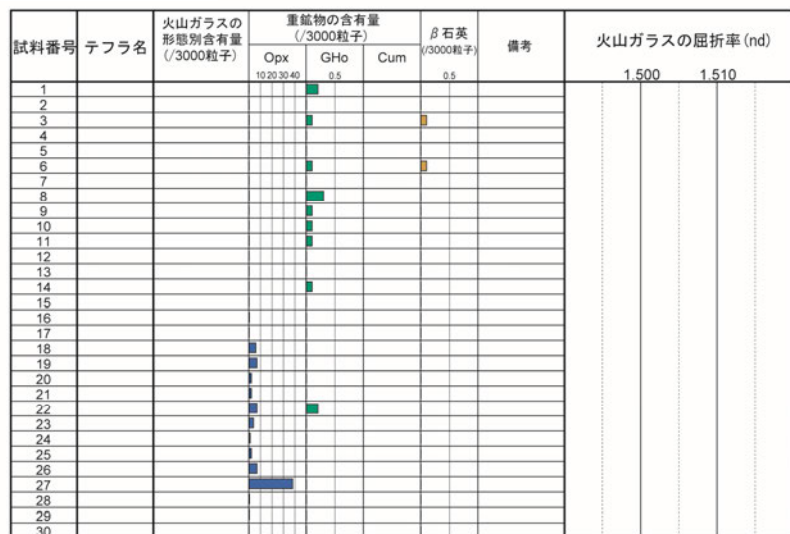 試料番号
テフラ名
火山ガラスの
形態別含有量
(/3000粒子)
重鉱物の含有量
(/3000粒子)
Opx
GHo
Cum
10 20 30 40
0.5
β石英
(/3000粒子)
0.5
備考
火山ガラスの屈折率(nd)
1.500
1.510
1
2
3
4
5
6
7
8
9
10
11
12
13
14
15
16
17
18
19
20
21
22
23
24
25
26
27
28
29
30